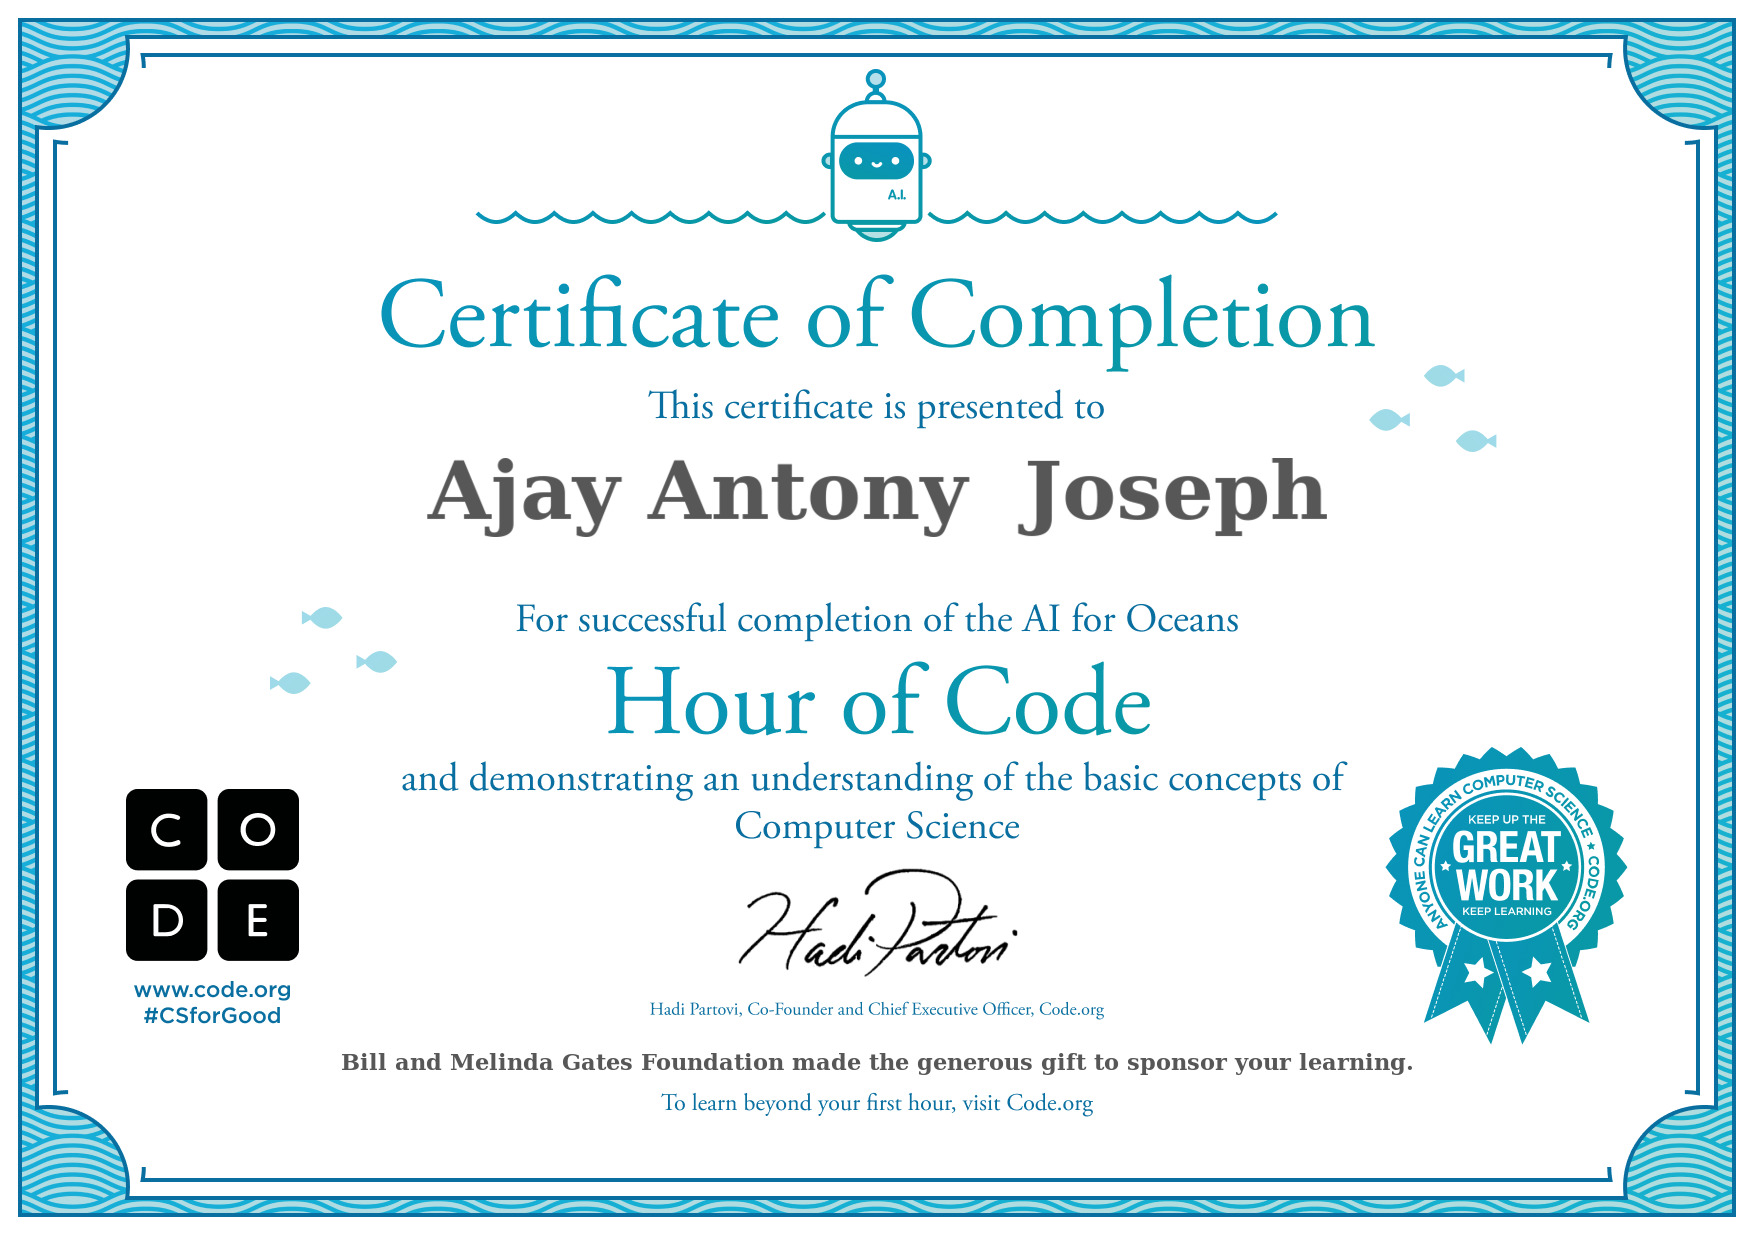 A.I.
Certificate of Completion
This certificate is presented to
Ajay Antony  Joseph
For successful completion of the AI for Oceans
Hour of Code
and demonstrating an understanding of the basic concepts of
Computer Science
Hadi Partovi
Hadi Partovi, Co-Founder and Chief Executive Officer, Code.org
Bill and Melinda Gates Foundation made the generous gift to sponsor your learning.
To learn beyond your first hour, visit Code.org
C O
D E
www.code.org
#CSforGood
ANYONE CAN LEARN COMPUTER SCIENCE ★ CODE.ORG
KEEP UP THE
GREAT
WORK
KEEP LEARNING